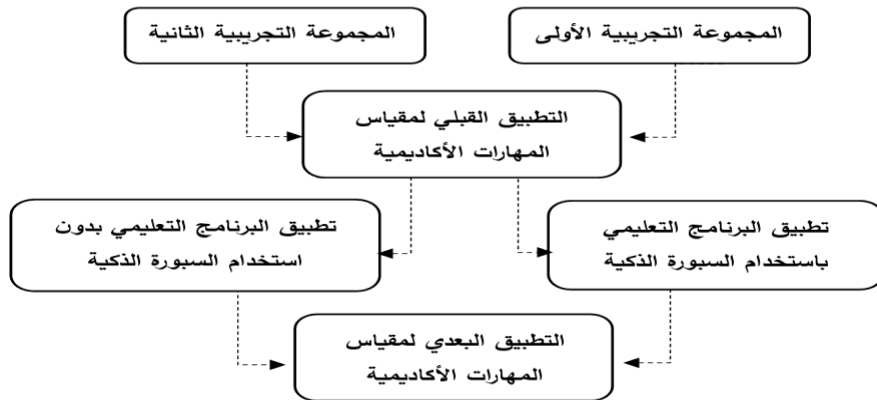 المجموعة التجريبية الأولى
المجموعة التجريبية الثانية
التطبيق القبلي لمقياس
المهارات الأكاديمية
تطبيق البرنامج التعليمي
باستخدام السبورة الذكية
تطبيق البرنامج التعليمي بدون
استخدام السبورة الذكية
التطبيق البعدي لمقياس
المهارات الأكاديمية